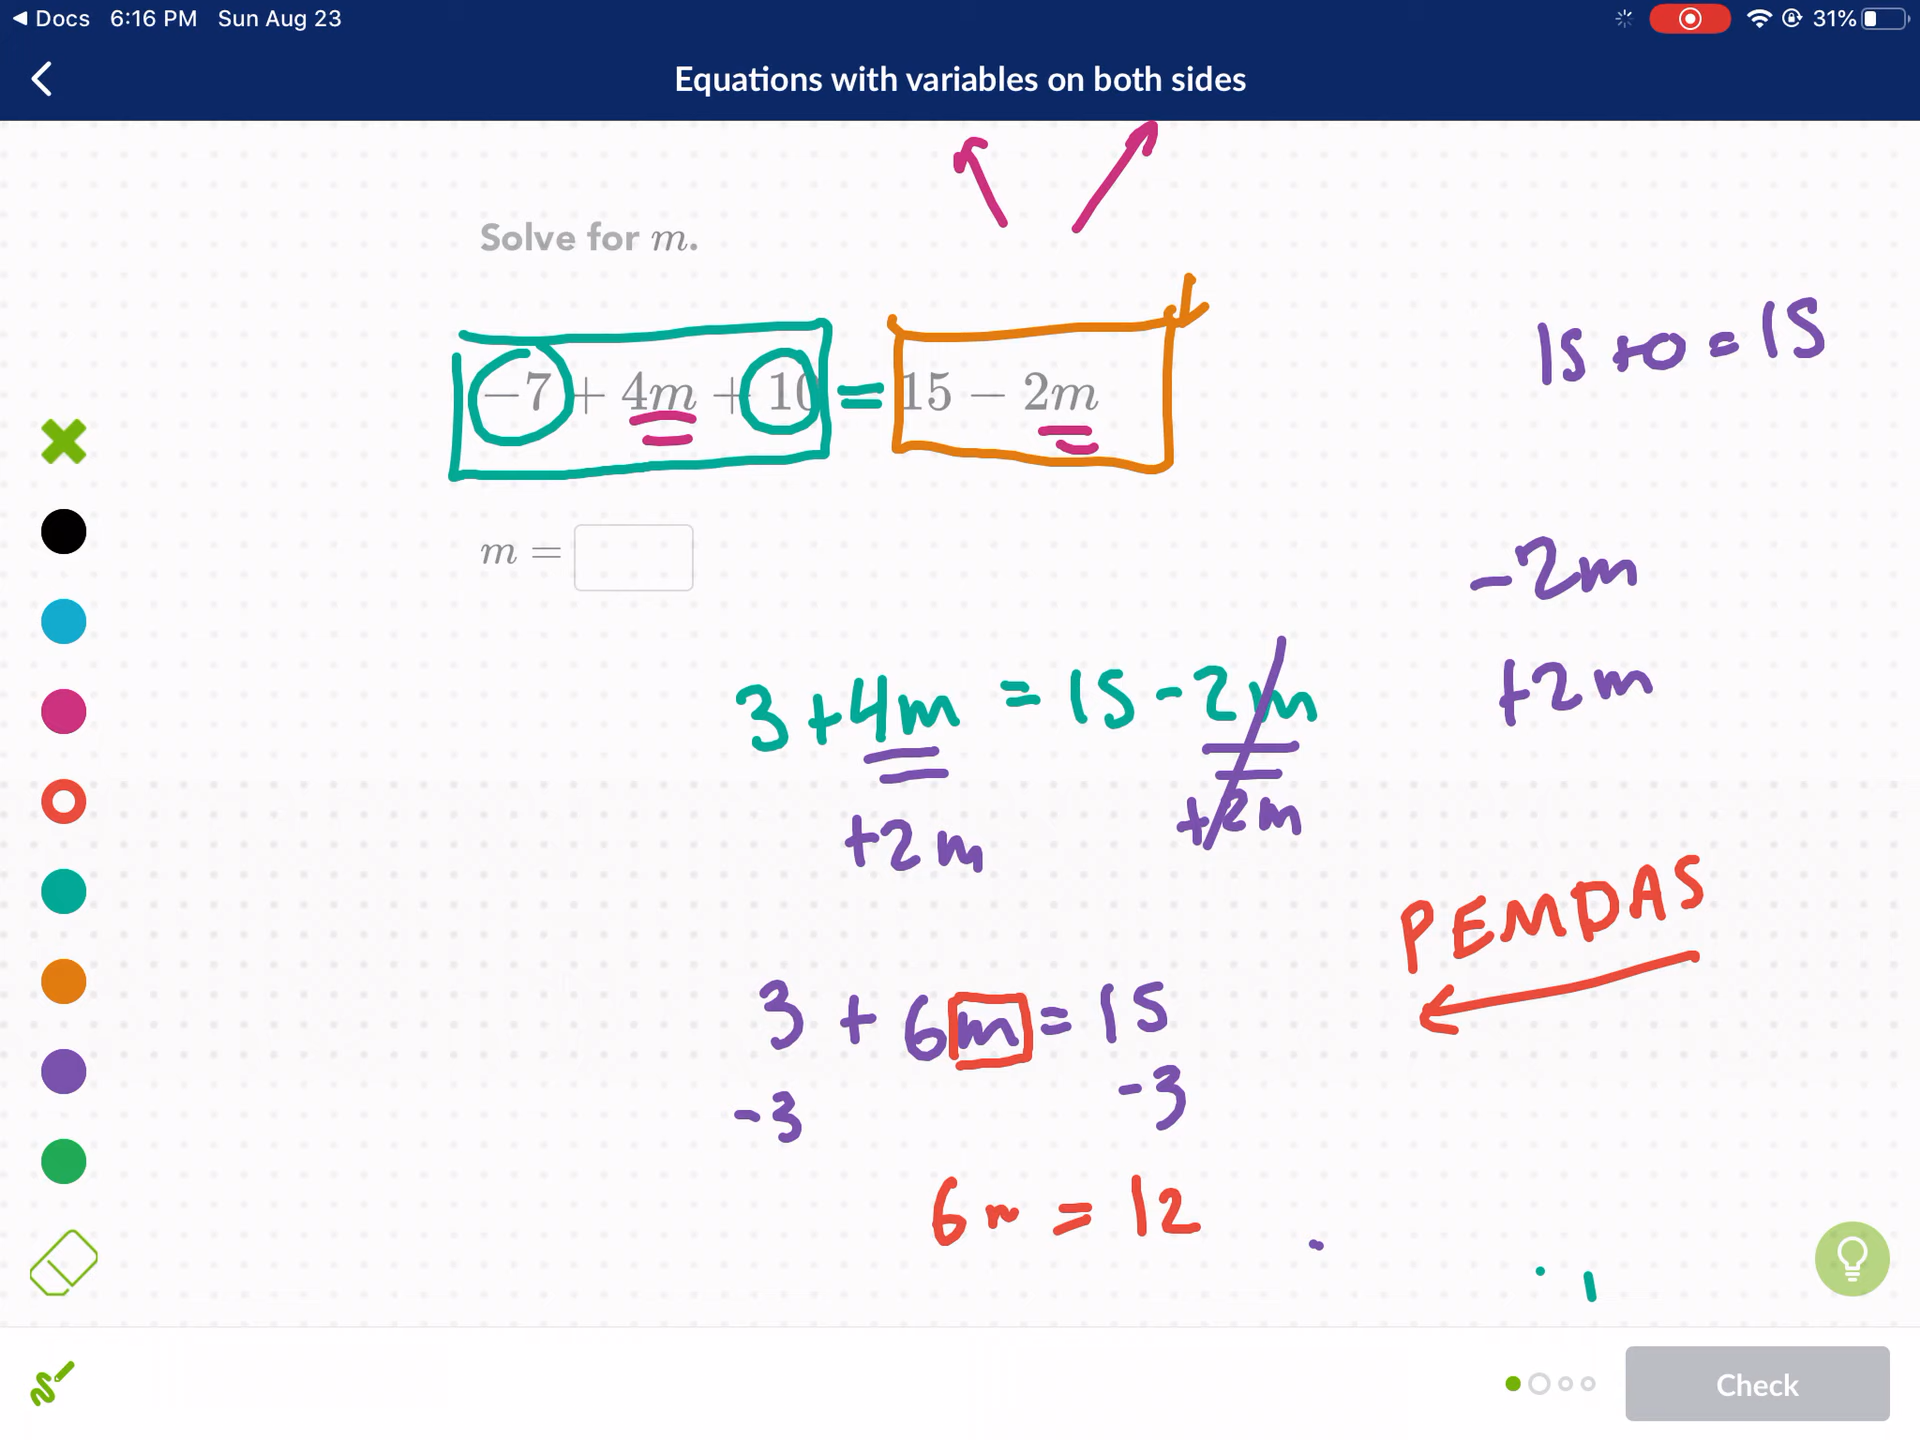 Docs 6:16 PM Sun Aug 23 31%
Equations with variables on both sides
Solve for m.
15 + 0 = 15
−7 + 4m + 10 = 15 − 2m
m =
-2m
+2m
3 + 4m = 15 - 2m
+2m +2m
PEMDAS
3 + 6m = 15
-3 -3
6m = 12
Check